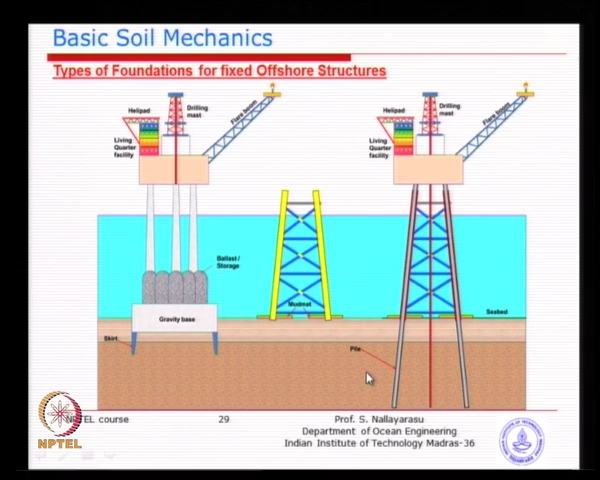 Basic Soil Mechanics
Types of Foundations for fixed Offshore Structures
Helipad
Drilling mast
Flare boom
Living Quarter facility
Helipad
Drilling mast
Flare boom
Living Quarter facility
Ballast / Storage
Mudmat
Seabed
Gravity base
Skirt
Pile
NPTEL course
29
Prof. S. Nallayarasu
Department of Ocean Engineering
Indian Institute of Technology Madras-36
NPTEL